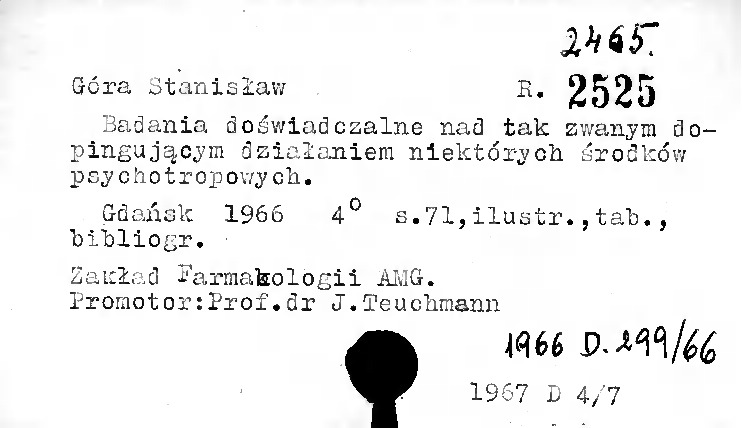 2465.
Góra Stanisław R. 2525
Badania doświadczalne nad tak zwanym do-
pingującym działaniem niektórych środków
psychotropowych.
Gdańsk 1966 4° s.71,ilustr.,tab.,
bibliogr.
Zakład Farmakologii AMG.
Promotor:Prof.dr J.Teuchmann
1966 D. 299/66
1967 D 4/7